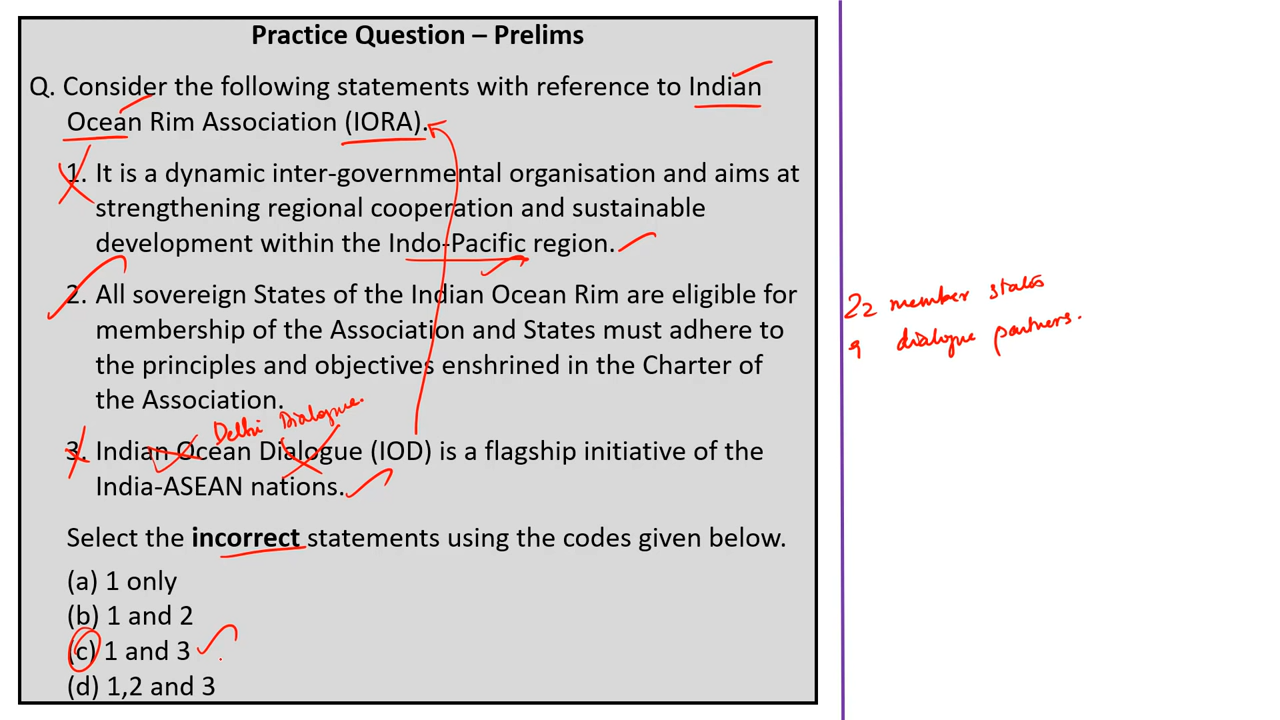 Practice Question – Prelims
Q. Consider the following statements with reference to Indian
Ocean Rim Association (IORA).
1. It is a dynamic inter-governmental organisation and aims at
strengthening regional cooperation and sustainable
development within the Indo-Pacific region.
2. All sovereign States of the Indian Ocean Rim are eligible for
membership of the Association and States must adhere to
the principles and objectives enshrined in the Charter of
the Association.
Delhi Dialogue.
3. Indian Ocean Dialogue (IOD) is a flagship initiative of the
India-ASEAN nations.
Select the incorrect statements using the codes given below.
(a) 1 only
(b) 1 and 2
(c) 1 and 3
(d) 1,2 and 3
22 member states
9 dialogue partners.